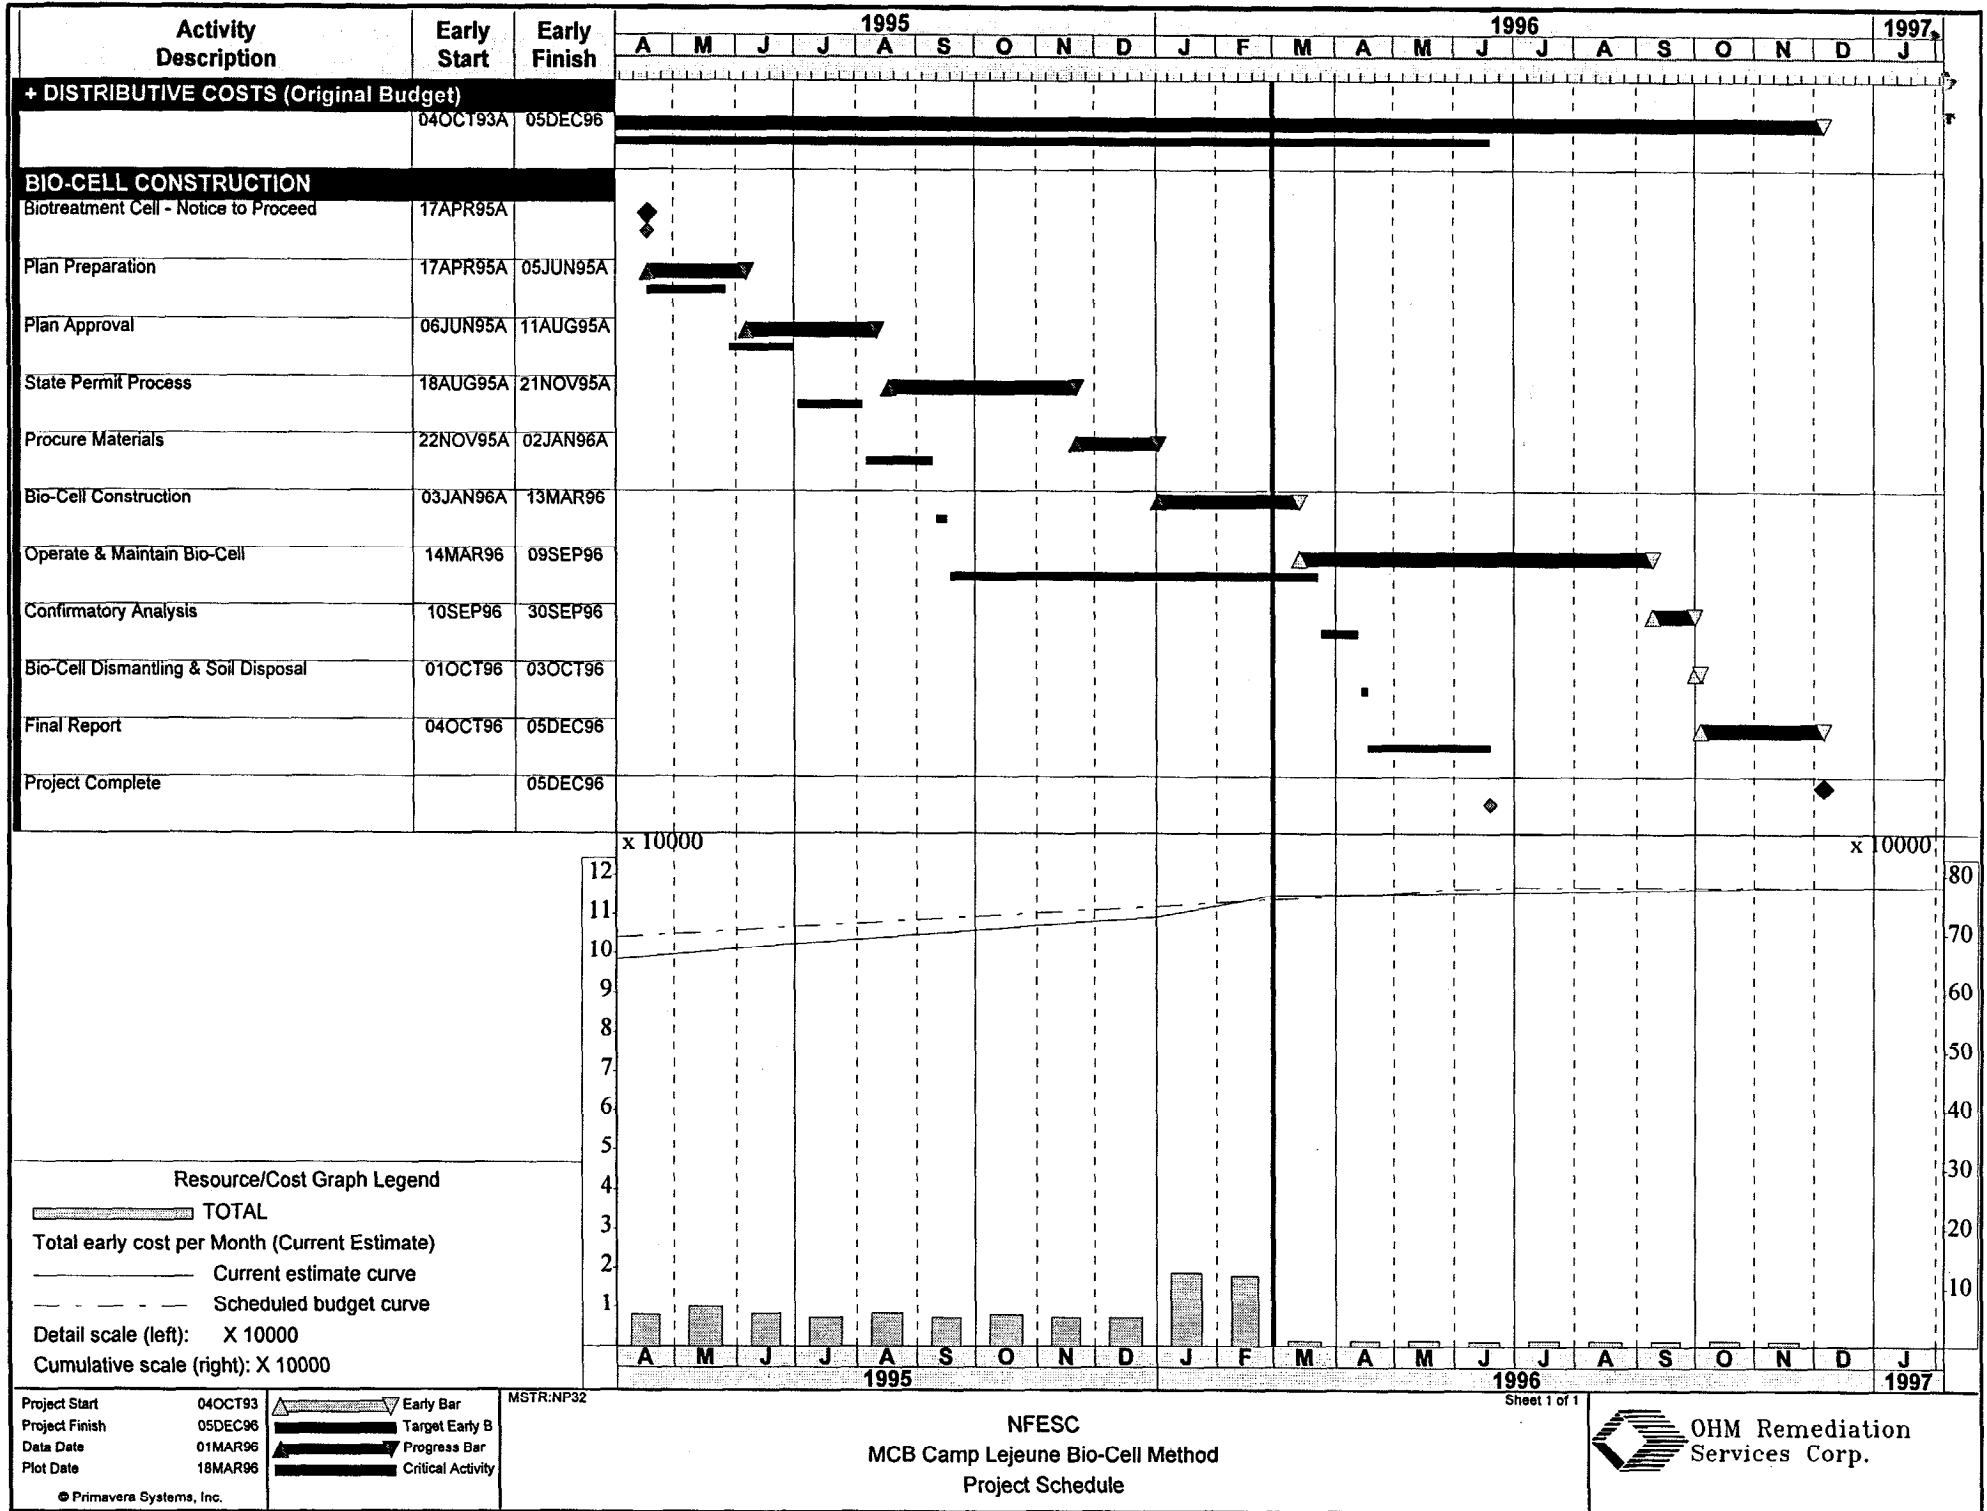 Activity Description Early Start Early Finish
1995 1996 1997
A M J J A S O N D J F M A M J J A S O N D J
+ DISTRIBUTIVE COSTS (Original Budget)
04OCT93A 05DEC96
BIO-CELL CONSTRUCTION
Biotreatment Cell - Notice to Proceed 17APR95A
Plan Preparation 17APR95A 05JUN95A
Plan Approval 06JUN95A 11AUG95A
State Permit Process 18AUG95A 21NOV95A
Procure Materials 22NOV95A 02JAN96A
Bio-Cell Construction 03JAN96A 13MAR96
Operate & Maintain Bio-Cell 14MAR96 09SEP96
Confirmatory Analysis 10SEP96 30SEP96
Bio-Cell Dismantling & Soil Disposal 01OCT96 03OCT96
Final Report 04OCT96 05DEC96
Project Complete 05DEC96
x 10000 x 10000
12 80
11
10 70
9 60
8
7 50
6 40
5
4 30
3 20
2 10
1
A M J J A S O N D J F M A M J J A S O N D J
1995 1996 1997
Resource/Cost Graph Legend
TOTAL
Total early cost per Month (Current Estimate)
Current estimate curve
Scheduled budget curve
Detail scale (left): X 10000
Cumulative scale (right): X 10000
Project Start 04OCT93
Project Finish 05DEC96
Data Date 01MAR96
Plot Date 18MAR96
© Primavera Systems, Inc.
Early Bar
Target Early B
Progress Bar
Critical Activity
MSTR:NP32
NFESC
MCB Camp Lejeune Bio-Cell Method
Project Schedule
Sheet 1 of 1
OHM Remediation
Services Corp.